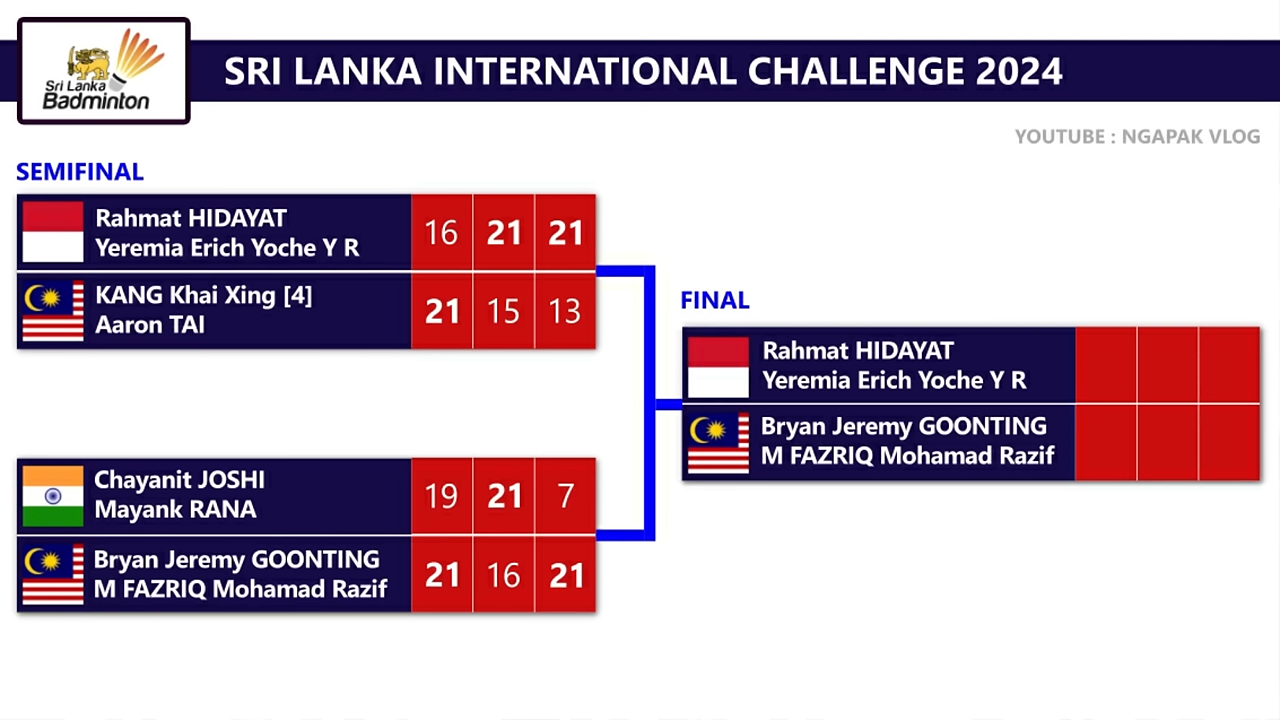 Sri Lanka
Badminton
SRI LANKA INTERNATIONAL CHALLENGE 2024
YOUTUBE : NGAPAK VLOG
SEMIFINAL
Rahmat HIDAYAT
Yeremia Erich Yoche Y R
16 21 21
KANG Khai Xing [4]
Aaron TAI
21 15 13
Chayanit JOSHI
Mayank RANA
19 21 7
Bryan Jeremy GOONTING
M FAZRIQ Mohamad Razif
21 16 21
FINAL
Rahmat HIDAYAT
Yeremia Erich Yoche Y R
Bryan Jeremy GOONTING
M FAZRIQ Mohamad Razif